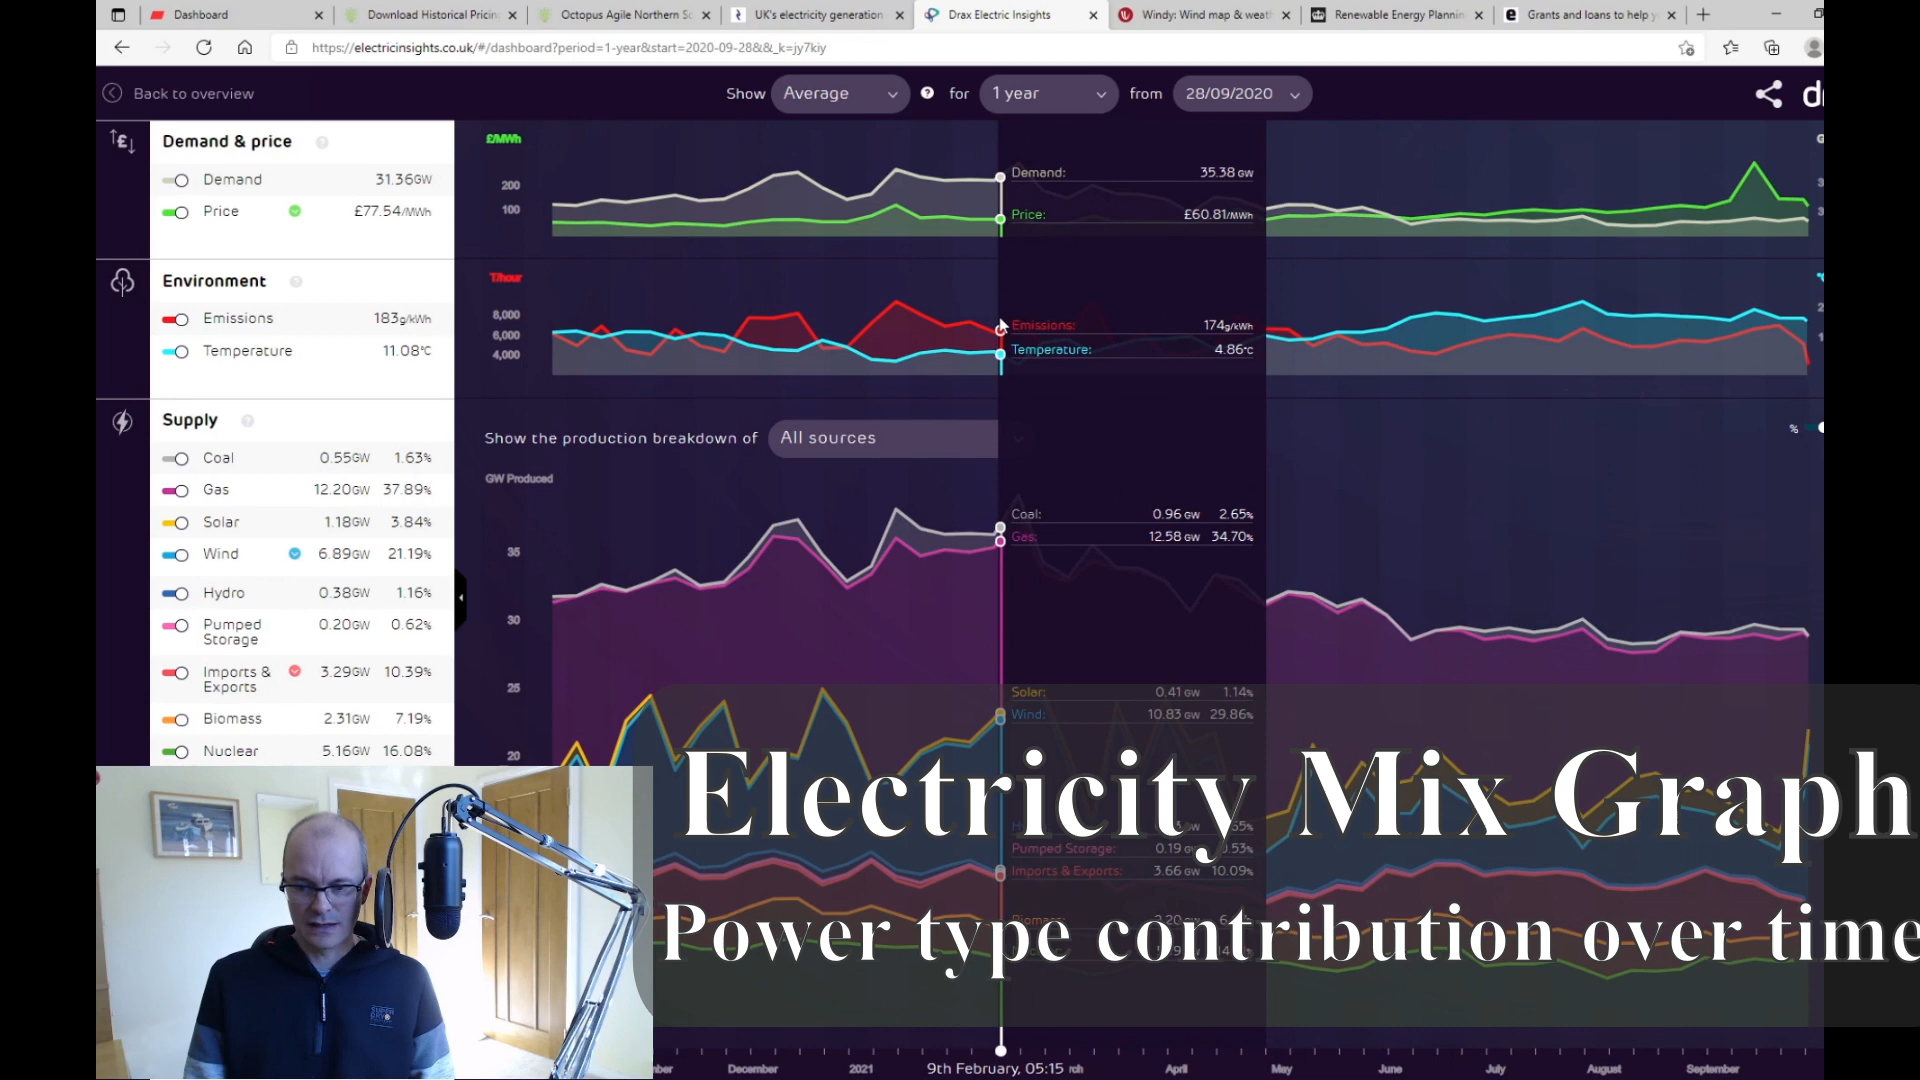 Dashboard
Download Historical Pricin
Octopus Agile Northern Sc
UK's electricity generation
Drax Electric Insights
Windy: Wind map & weat
Renewable Energy Plannin
Grants and loans to help y
https://electricinsights.co.uk/#/dashboard?period=1-year&start=2020-09-28&&_k=jy7kiy
Back to overview
Show Average ? for 1 year from 28/09/2020
dr
Demand & price ?
Demand 31.36GW
Price £77.54/MWh
£/MWh
200
100
Demand: 35.38 GW
Price: £60.81/MWh
Environment ?
Emissions 183g/kWh
Temperature 11.08°C
T/hour
8,000
6,000
4,000
Emissions: 174g/kWh
Temperature: 4.86°C
Supply ?
Coal 0.55GW 1.63%
Gas 12.20GW 37.89%
Solar 1.18GW 3.84%
Wind 6.89GW 21.19%
Hydro 0.38GW 1.16%
Pumped Storage 0.20GW 0.62%
Imports & Exports 3.29GW 10.39%
Biomass 2.31GW 7.19%
Nuclear 5.16GW 16.08%
Show the production breakdown of All sources
%
GW Produced
35
30
25
20
Coal: 0.96 GW 2.65%
Gas: 12.58 GW 34.70%
Solar: 0.41 GW 1.14%
Wind: 10.83 GW 29.86%
Pumped Storage: 0.19 GW
Imports & Exports: 3.66 GW 10.09%
Electricity Mix Graph
Power type contribution over time
December
2021
9th February, 05:15
rch
April
May
June
July
August
September